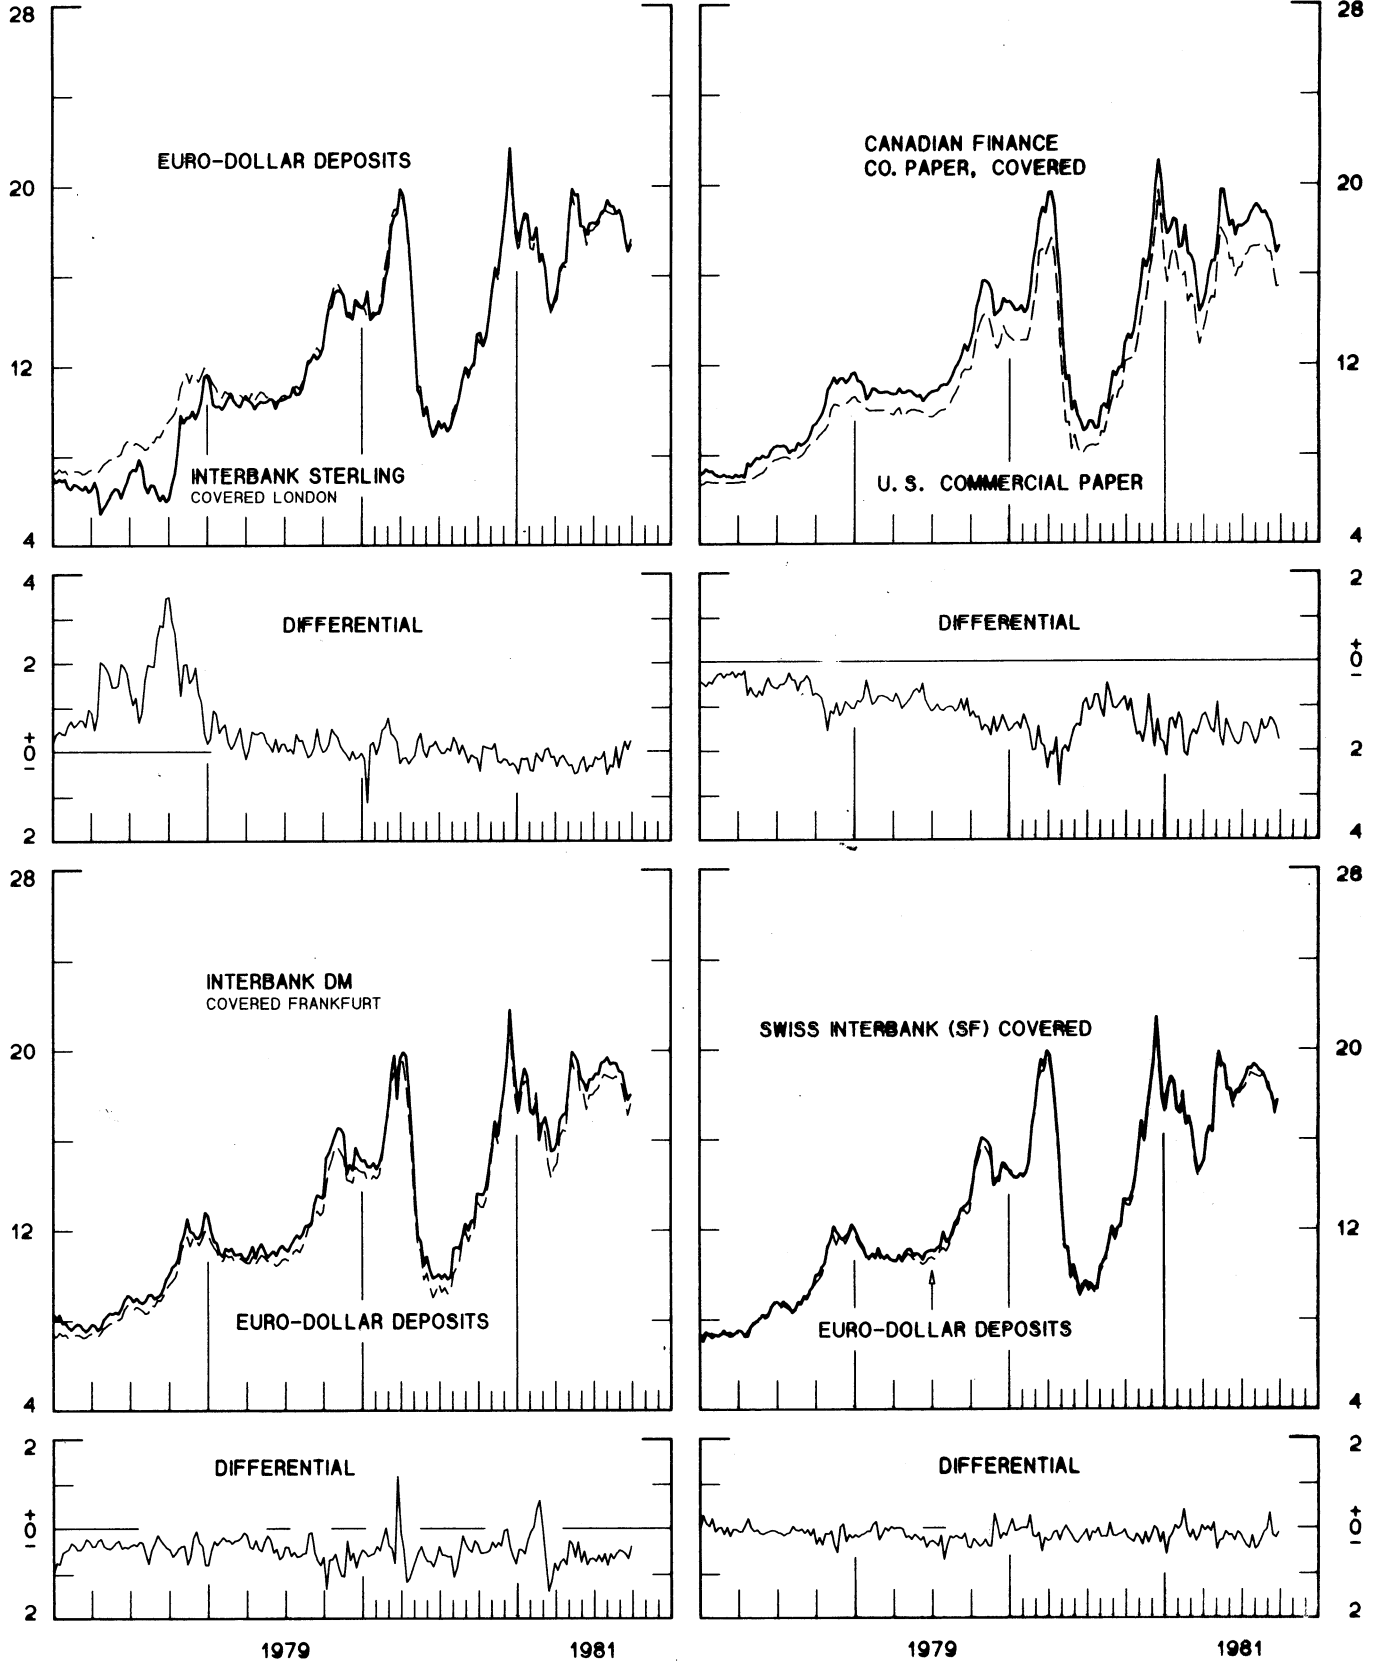 28
20
12
4
EURO-DOLLAR DEPOSITS
INTERBANK STERLING
COVERED LONDON
28
20
12
4
CANADIAN FINANCE
CO. PAPER, COVERED
U. S. COMMERCIAL PAPER
4
2
+
0
−
2
DIFFERENTIAL
2
+
0
−
2
4
DIFFERENTIAL
28
20
12
4
INTERBANK DM
COVERED FRANKFURT
EURO-DOLLAR DEPOSITS
28
20
12
4
SWISS INTERBANK (SF) COVERED
EURO-DOLLAR DEPOSITS
2
+
0
−
2
DIFFERENTIAL
2
+
0
−
2
DIFFERENTIAL
1979 1981
1979 1981